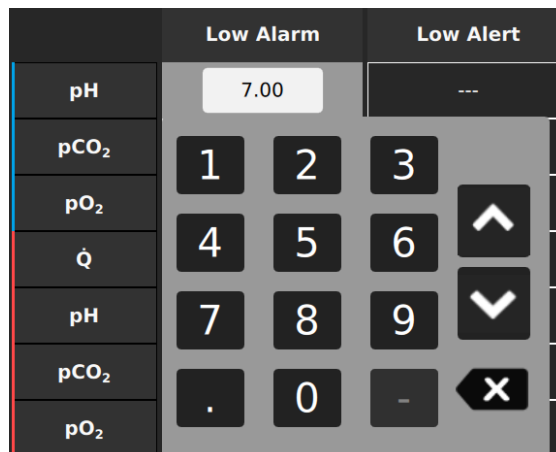 Low Alarm Low Alert
pH 7.00 ---
pCO₂ 1 2 3
pO₂
Q̇ 4 5 6
pH 7 8 9
pCO₂ . 0 -
pO₂